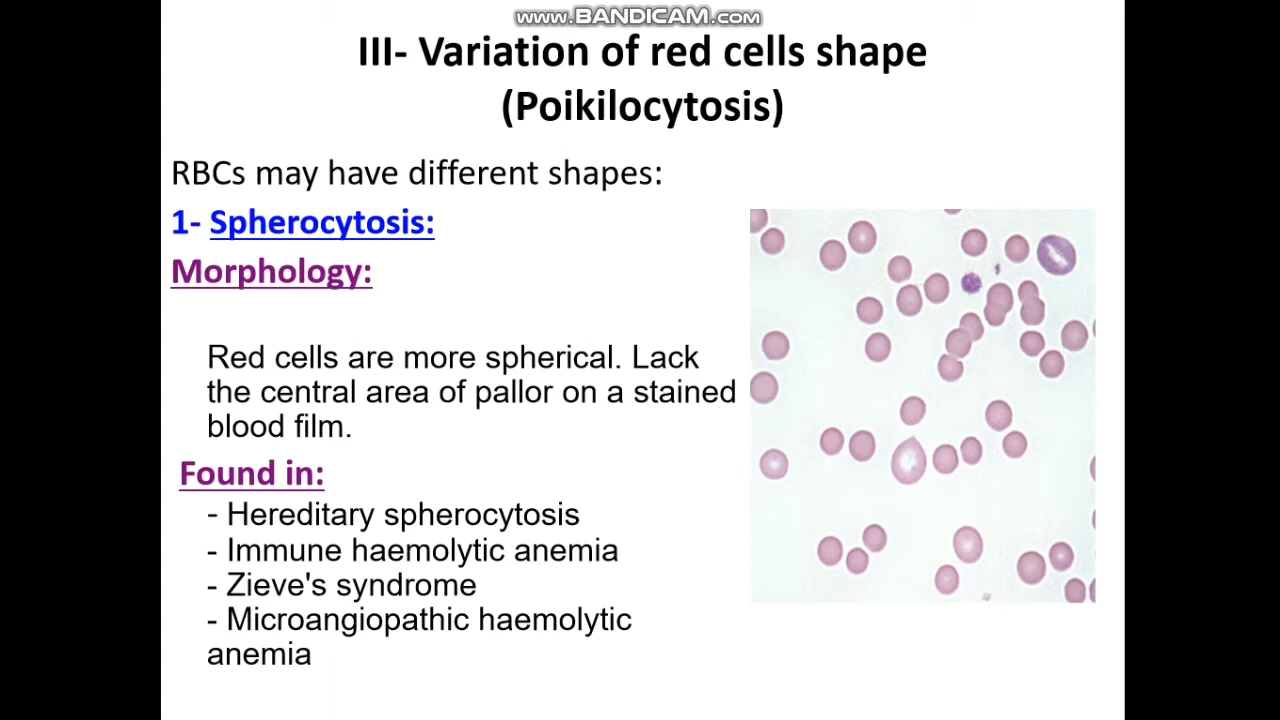 www.BANDICAM.com
III- Variation of red cells shape
(Poikilocytosis)
RBCs may have different shapes:
1- Spherocytosis:
Morphology:
Red cells are more spherical. Lack
the central area of pallor on a stained
blood film.
Found in:
- Hereditary spherocytosis
- Immune haemolytic anemia
- Zieve's syndrome
- Microangiopathic haemolytic
anemia